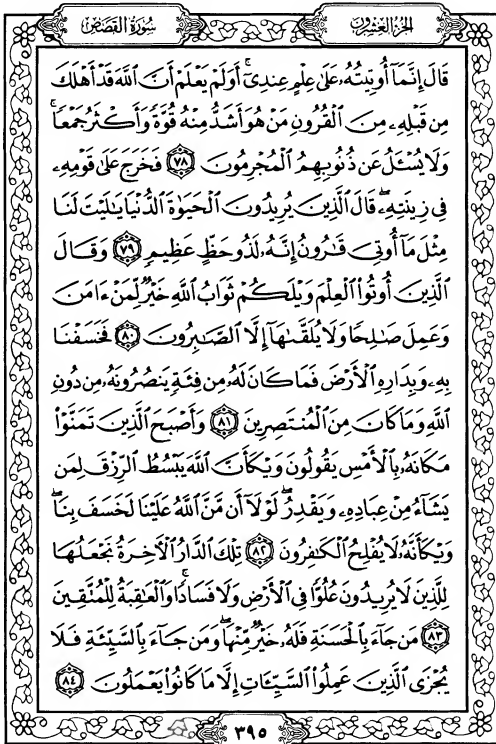 الجزء العشرون
سورة القصص
قَالَ إِنَّمَآ أُوتِيتُهُۥ عَلَىٰ عِلْمٍ عِندِىٓ ۚ أَوَلَمْ يَعْلَمْ أَنَّ ٱللَّهَ قَدْ أَهْلَكَ
مِن قَبْلِهِۦ مِنَ ٱلْقُرُونِ مَنْ هُوَ أَشَدُّ مِنْهُ قُوَّةً وَأَكْثَرُ جَمْعًا ۚ
وَلَا يُسْـَٔلُ عَن ذُنُوبِهِمُ ٱلْمُجْرِمُونَ ٧٨ فَخَرَجَ عَلَىٰ قَوْمِهِۦ
فِى زِينَتِهِۦ ۖ قَالَ ٱلَّذِينَ يُرِيدُونَ ٱلْحَيَوٰةَ ٱلدُّنْيَا يَـٰلَيْتَ لَنَا
مِثْلَ مَآ أُوتِىَ قَـٰرُونُ إِنَّهُۥ لَذُو حَظٍّ عَظِيمٍ ٧٩ وَقَالَ
ٱلَّذِينَ أُوتُوا۟ ٱلْعِلْمَ وَيْلَكُمْ ثَوَابُ ٱللَّهِ خَيْرٌ لِّمَنْ ءَامَنَ
وَعَمِلَ صَـٰلِحًا وَلَا يُلَقَّىٰهَآ إِلَّا ٱلصَّـٰبِرُونَ ٨٠ فَخَسَفْنَا
بِهِۦ وَبِدَارِهِ ٱلْأَرْضَ فَمَا كَانَ لَهُۥ مِن فِئَةٍ يَنصُرُونَهُۥ مِن دُونِ
ٱللَّهِ وَمَا كَانَ مِنَ ٱلْمُنتَصِرِينَ ٨١ وَأَصْبَحَ ٱلَّذِينَ تَمَنَّوْا۟
مَكَانَهُۥ بِٱلْأَمْسِ يَقُولُونَ وَيْكَأَنَّ ٱللَّهَ يَبْسُطُ ٱلرِّزْقَ لِمَن
يَشَآءُ مِنْ عِبَادِهِۦ وَيَقْدِرُ ۖ لَوْلَآ أَن مَّنَّ ٱللَّهُ عَلَيْنَا لَخَسَفَ بِنَا ۖ
وَيْكَأَنَّهُۥ لَا يُفْلِحُ ٱلْكَـٰفِرُونَ ٨٢ تِلْكَ ٱلدَّارُ ٱلْـَٔاخِرَةُ نَجْعَلُهَا
لِلَّذِينَ لَا يُرِيدُونَ عُلُوًّا فِى ٱلْأَرْضِ وَلَا فَسَادًا ۚ وَٱلْعَـٰقِبَةُ لِلْمُتَّقِينَ
٨٣ مَن جَآءَ بِٱلْحَسَنَةِ فَلَهُۥ خَيْرٌ مِّنْهَا ۖ وَمَن جَآءَ بِٱلسَّيِّئَةِ فَلَا
يُجْزَى ٱلَّذِينَ عَمِلُوا۟ ٱلسَّيِّـَٔاتِ إِلَّا مَا كَانُوا۟ يَعْمَلُونَ ٨٤
٣٩٥